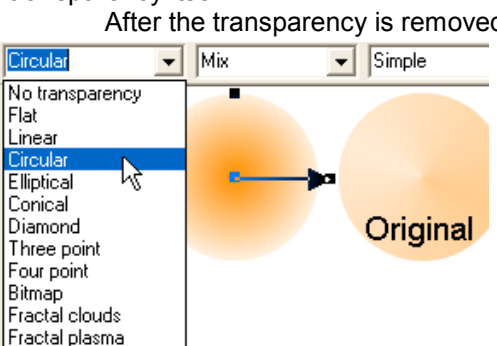 After the transparency is removed
Circular Mix Simple
No transparency
Flat
Linear
Circular
Elliptical
Conical
Diamond
Three point
Four point
Bitmap
Fractal clouds
Fractal plasma
Original